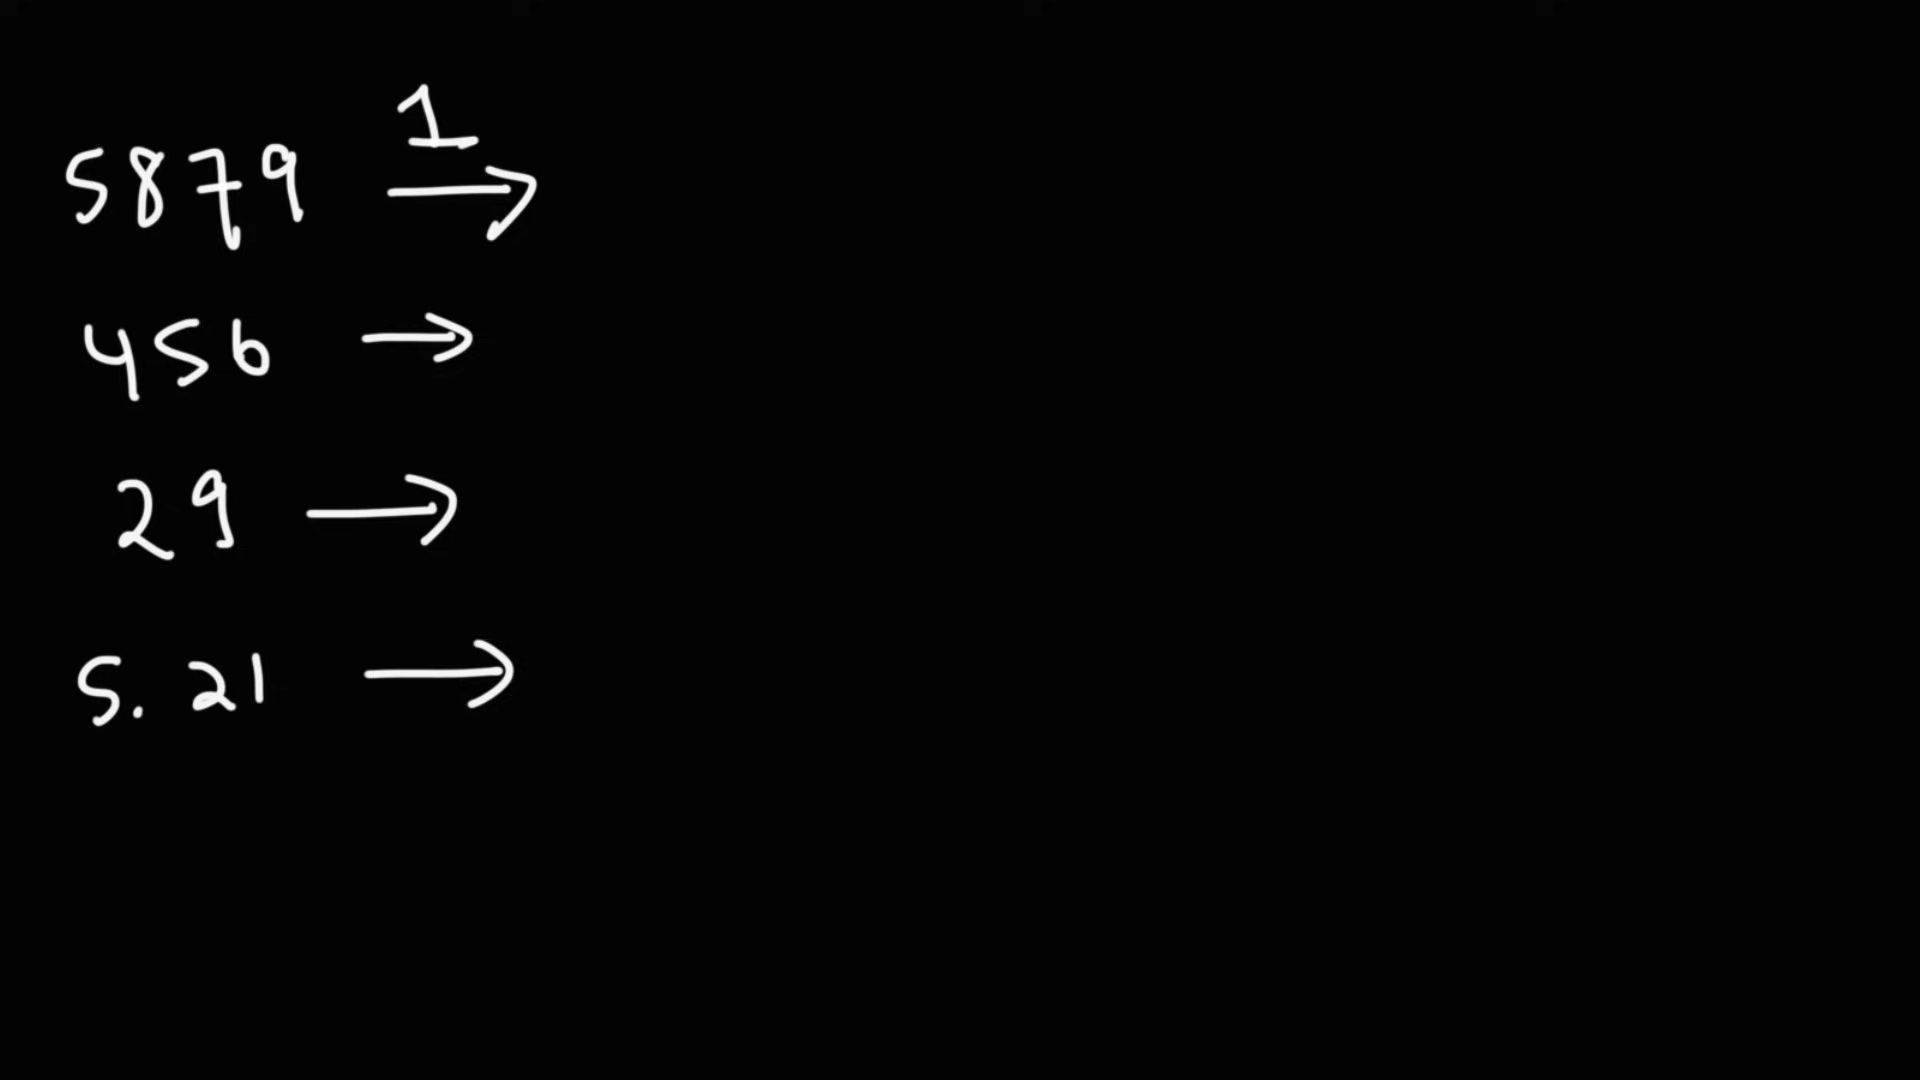 5879 1 →
456 →
29 →
5.21 →